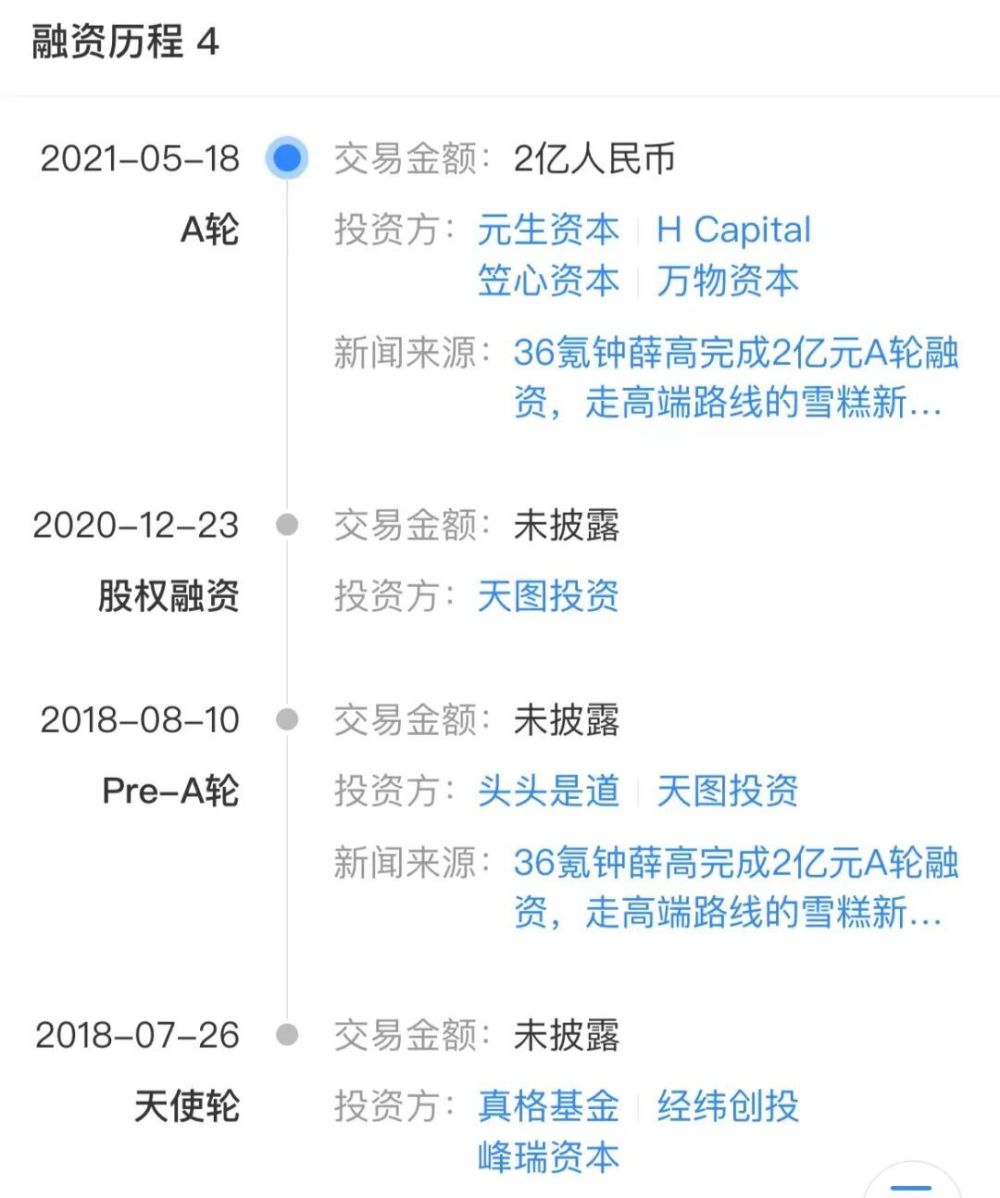 融资历程 4
2021-05-18 交易金额: 2亿人民币
A轮 投资方: 元生资本 H Capital
笠心资本 万物资本
新闻来源: 36氪钟薛高完成2亿元A轮融
资，走高端路线的雪糕新...
2020-12-23 交易金额: 未披露
股权融资 投资方: 天图投资
2018-08-10 交易金额: 未披露
Pre-A轮 投资方: 头头是道 天图投资
新闻来源: 36氪钟薛高完成2亿元A轮融
资，走高端路线的雪糕新...
2018-07-26 交易金额: 未披露
天使轮 投资方: 真格基金 经纬创投
峰瑞资本